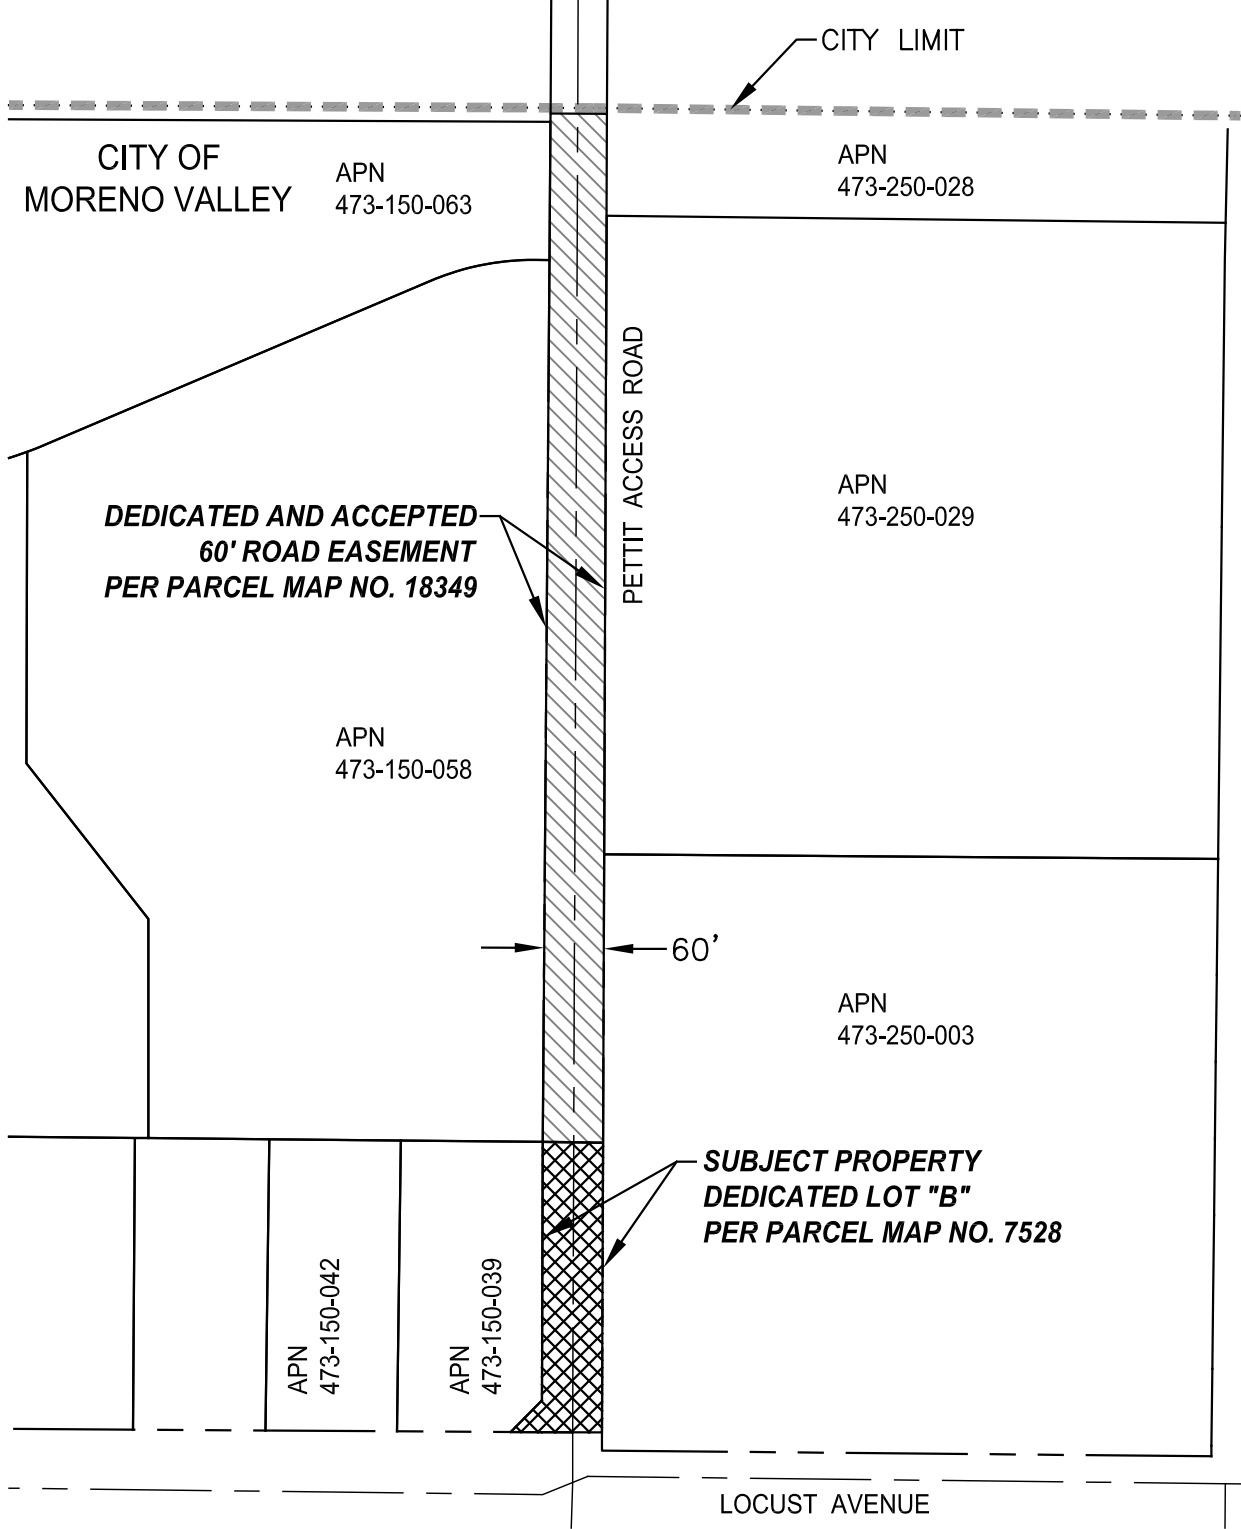 CITY LIMIT
CITY OF
MORENO VALLEY
APN
473-150-063
APN
473-250-028
PETTIT ACCESS ROAD
DEDICATED AND ACCEPTED
60' ROAD EASEMENT
PER PARCEL MAP NO. 18349
APN
473-250-029
APN
473-150-058
60'
APN
473-250-003
SUBJECT PROPERTY
DEDICATED LOT "B"
PER PARCEL MAP NO. 7528
APN
473-150-042
APN
473-150-039
LOCUST AVENUE